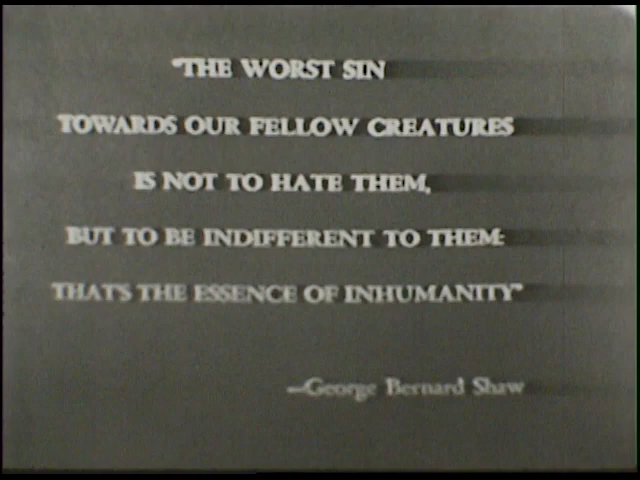 "THE WORST SIN
TOWARDS OUR FELLOW CREATURES
IS NOT TO HATE THEM,
BUT TO BE INDIFFERENT TO THEM:
THAT'S THE ESSENCE OF INHUMANITY"
—George Bernard Shaw